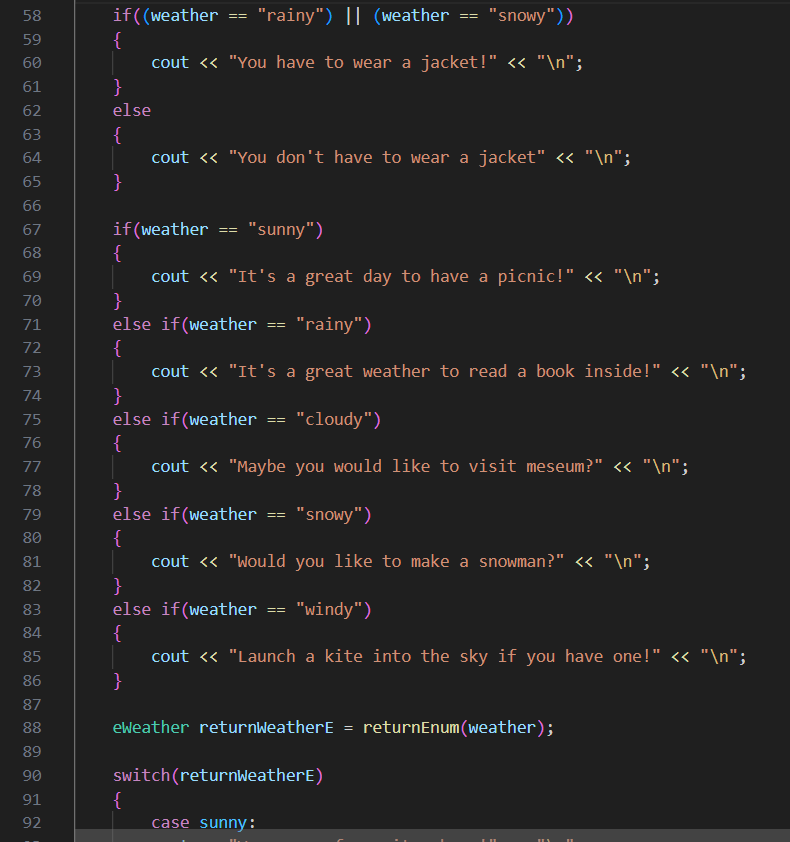 58 if((weather == "rainy") || (weather == "snowy"))
59 {
60 cout << "You have to wear a jacket!" << "\n";
61 }
62 else
63 {
64 cout << "You don't have to wear a jacket" << "\n";
65 }
66
67 if(weather == "sunny")
68 {
69 cout << "It's a great day to have a picnic!" << "\n";
70 }
71 else if(weather == "rainy")
72 {
73 cout << "It's a great weather to read a book inside!" << "\n";
74 }
75 else if(weather == "cloudy")
76 {
77 cout << "Maybe you would like to visit meseum?" << "\n";
78 }
79 else if(weather == "snowy")
80 {
81 cout << "Would you like to make a snowman?" << "\n";
82 }
83 else if(weather == "windy")
84 {
85 cout << "Launch a kite into the sky if you have one!" << "\n";
86 }
87
88 eWeather returnWeatherE = returnEnum(weather);
89
90 switch(returnWeatherE)
91 {
92 case sunny: